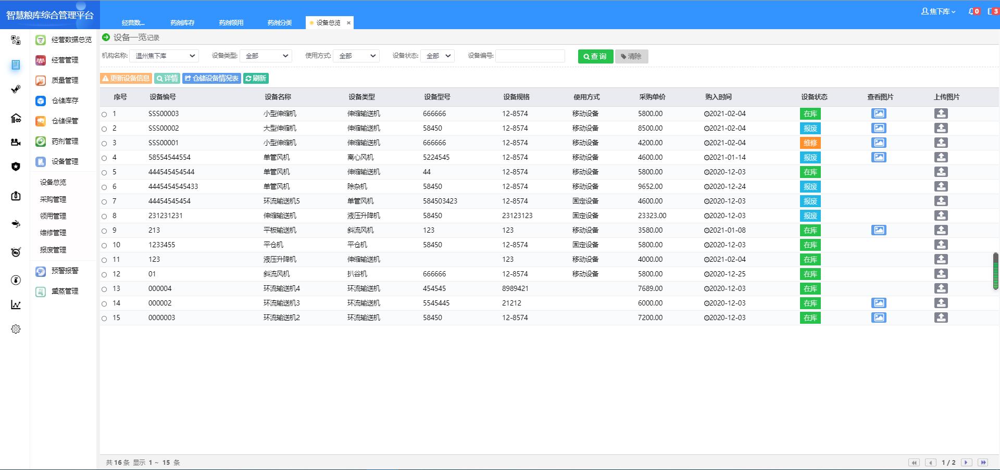 智慧粮库综合管理平台
经营数...
药剂库存
药剂领用
药剂分类
设备总览
焦下库
0
3
经营数据总览
经营管理
质量管理
仓储库存
仓储保管
药剂管理
设备管理
设备总览
采购管理
领用管理
维修管理
报废管理
预警报警
熏蒸管理
设备一览记录
机构名称: 温州焦下库 设备类型: 全部 使用方式: 全部 设备状态: 全部 设备编号: 查询 清除
更新设备信息 详情 仓储设备情况表 刷新
序号 设备编号 设备名称 设备类型 设备型号 设备规格 使用方式 采购单价 购入时间 设备状态 查看图片 上传图片
1 SSS00003 小型伸缩机 伸缩输送机 666666 12-8574 移动设备 5800.00 2021-02-04 在库
2 SSS00002 大型伸缩机 伸缩输送机 58450 12-8574 移动设备 8500.00 2021-02-04 报废
3 SSS00001 小型伸缩机 伸缩输送机 666666 12-8574 移动设备 4200.00 2021-02-04 维修
4 58554544554 单管风机 离心风机 5224545 12-8574 移动设备 4600.00 2021-01-14 报废
5 444545454544 单管风机 伸缩输送机 44 12-8574 移动设备 5800.00 2020-12-03 在库
6 4445454545433 单管风机 除杂机 58450 12-8574 移动设备 9652.00 2020-12-24 报废
7 44454545454 环流输送机5 单管风机 584503423 12-8574 固定设备 4600.00 2020-12-03 报废
8 231231231 伸缩输送机 液压升降机 58450 23123123 固定设备 23323.00 2020-12-03 报废
9 213 平板输送机 斜流风机 123 123 移动设备 3580.00 2021-01-08 在库
10 1233455 平仓机 平仓机 58450 12-8574 固定设备 5800.00 2020-12-03 在库
11 123 液压升降机 伸缩输送机 123 移动设备 4000.00 2021-02-04 在库
12 01 斜流风机 扒谷机 666666 12-8574 移动设备 5800.00 2020-12-25 在库
13 000004 环流输送机4 环流输送机 454545 8989421 7689.00 2020-12-03 在库
14 000002 环流输送机3 环流输送机 5545445 21212 6000.00 2020-12-03 在库
15 0000003 环流输送机2 环流输送机 58450 12-8574 7200.00 2020-12-03 在库
共 16 条 显示 1 ~ 15 条
1 / 2